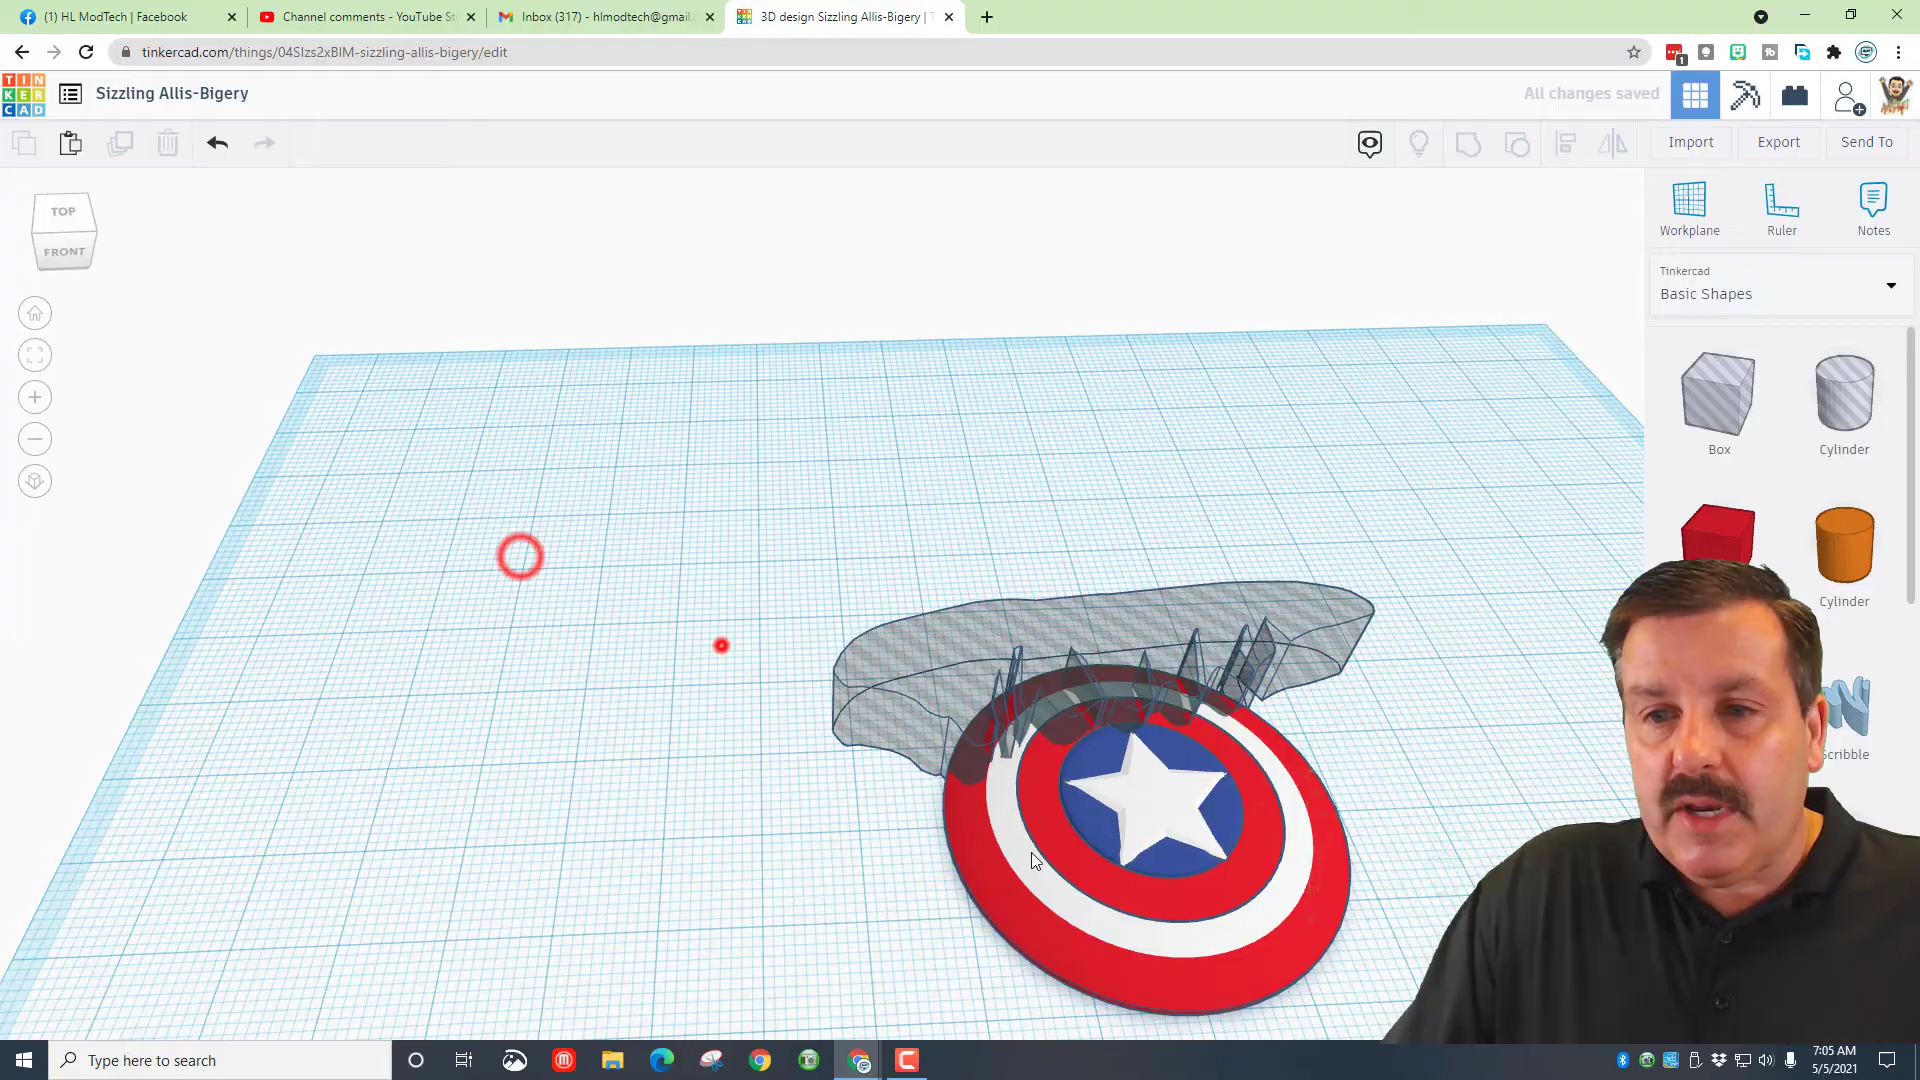 (1) HL ModTech | Facebook
Channel comments - YouTube St
Inbox (317) - hlmodtech@gmail.
3D design Sizzling Allis-Bigery | T
tinkercad.com/things/04SIzs2xBIM-sizzling-allis-bigery/edit
1
TIN
KER
CAD
Sizzling Allis-Bigery
All changes saved
Import
Export
Send To
TOP
FRONT
Workplane
Ruler
Notes
Tinkercad
Basic Shapes
Box
Cylinder
Cylinder
Scribble
Type here to search
7:05 AM
5/5/2021